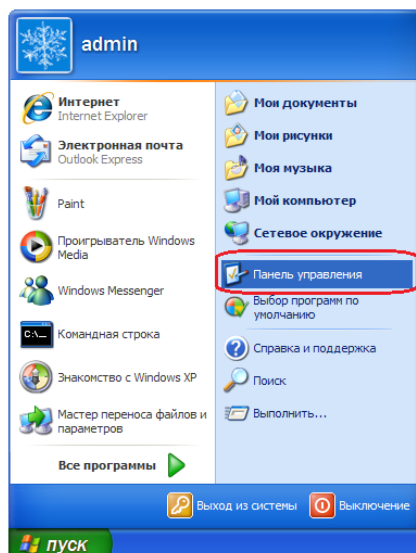 admin
Интернет
Internet Explorer
Электронная почта
Outlook Express
Paint
Проигрыватель Windows
Media
Windows Messenger
C:\_
Командная строка
Знакомство с Windows XP
Мастер переноса файлов и
параметров
Все программы
Мои документы
Мои рисунки
Моя музыка
Мой компьютер
Сетевое окружение
Панель управления
Выбор программ по
умолчанию
Справка и поддержка
Поиск
Выполнить...
Выход из системы
Выключение
пуск